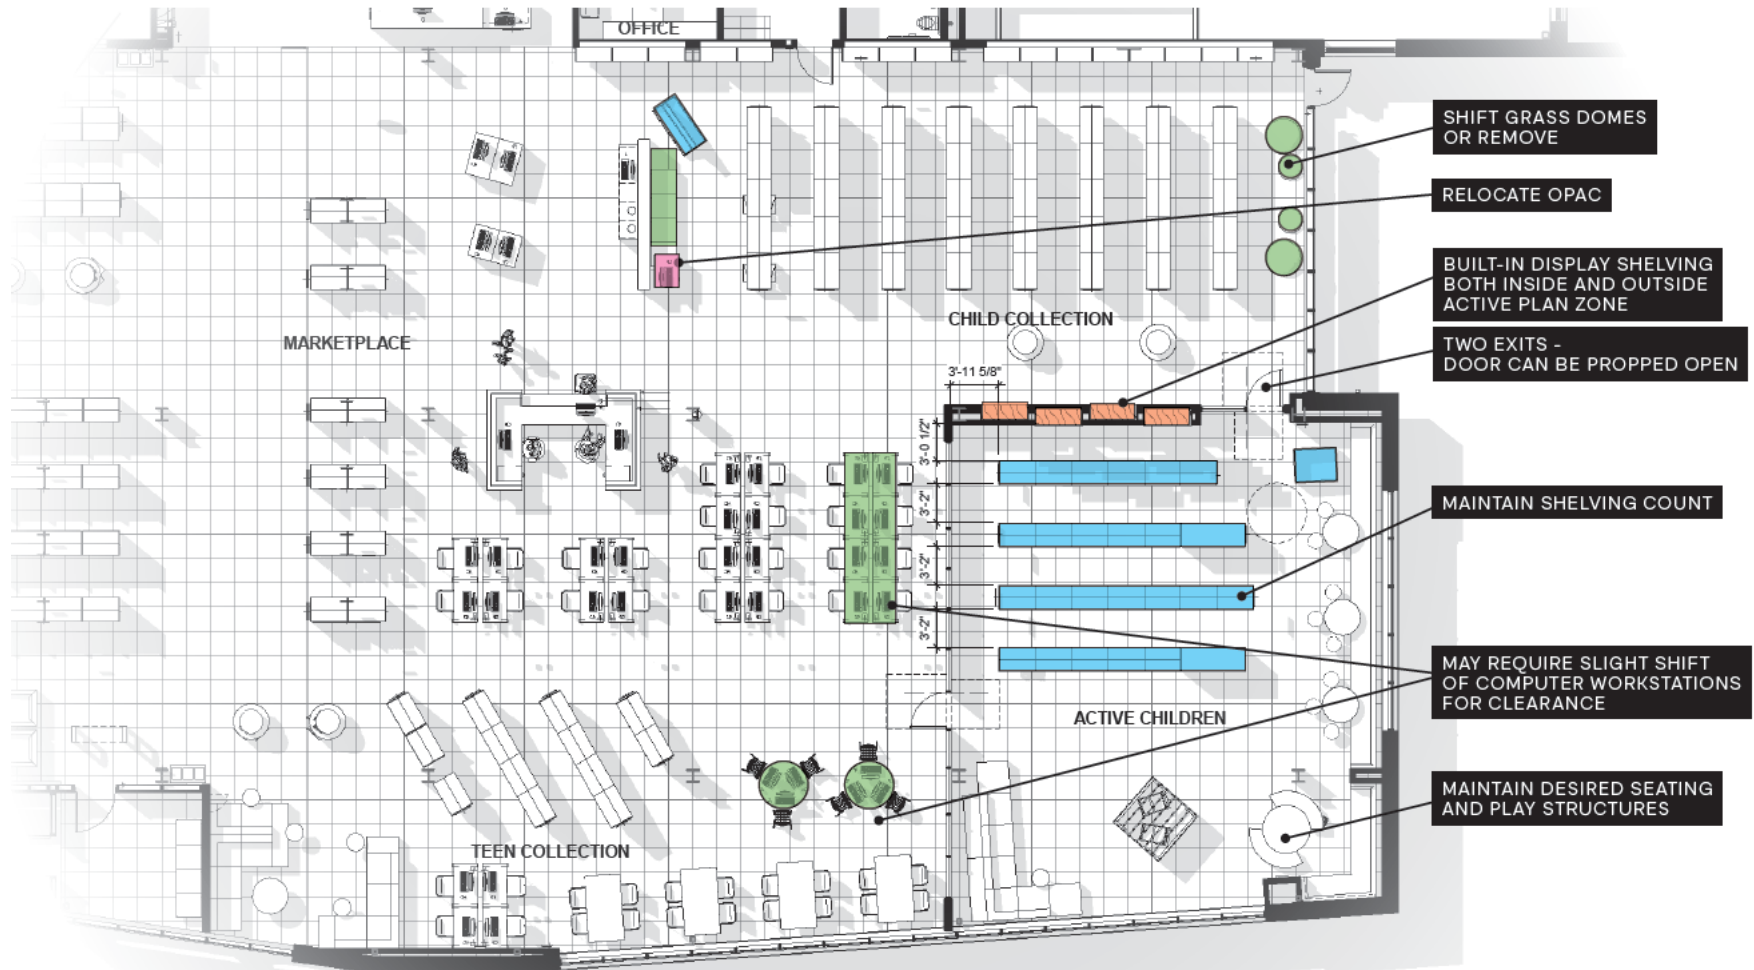 OFFICE
SHIFT GRASS DOMES
OR REMOVE
RELOCATE OPAC
BUILT-IN DISPLAY SHELVING
BOTH INSIDE AND OUTSIDE
ACTIVE PLAN ZONE
CHILD COLLECTION
MARKETPLACE
TWO EXITS -
DOOR CAN BE PROPPED OPEN
3'-11 5/8"
3'-0 1/2"
3'-2"
3'-2"
3'-2"
MAINTAIN SHELVING COUNT
MAY REQUIRE SLIGHT SHIFT
OF COMPUTER WORKSTATIONS
FOR CLEARANCE
ACTIVE CHILDREN
MAINTAIN DESIRED SEATING
AND PLAY STRUCTURES
TEEN COLLECTION